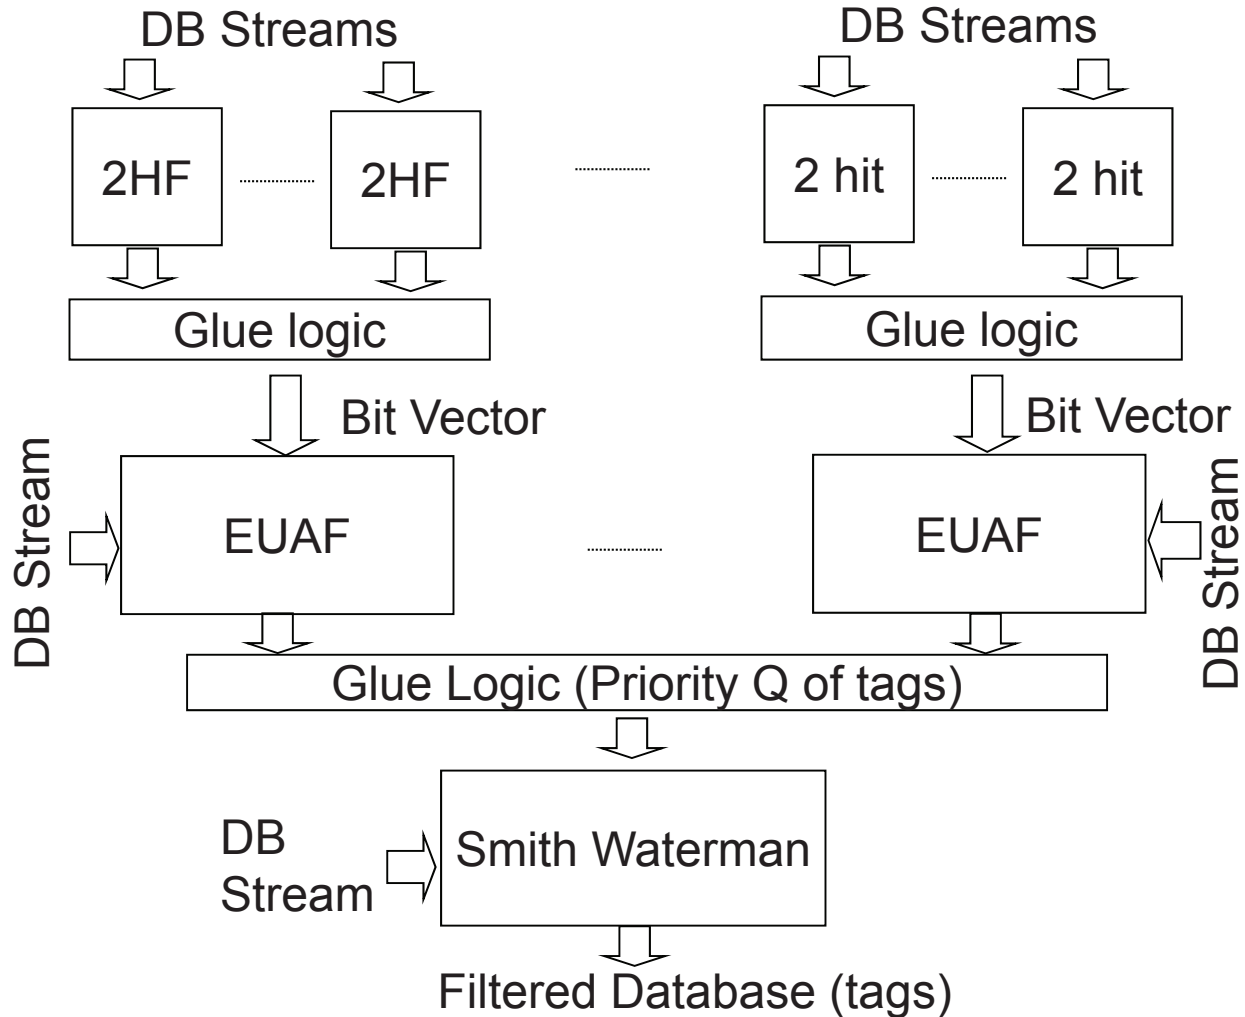 DB Streams
DB Streams
2HF
2HF
2 hit
2 hit
Glue logic
Glue logic
Bit Vector
Bit Vector
DB Stream
EUAF
EUAF
DB Stream
Glue Logic (Priority Q of tags)
DB
Stream
Smith Waterman
Filtered Database (tags)